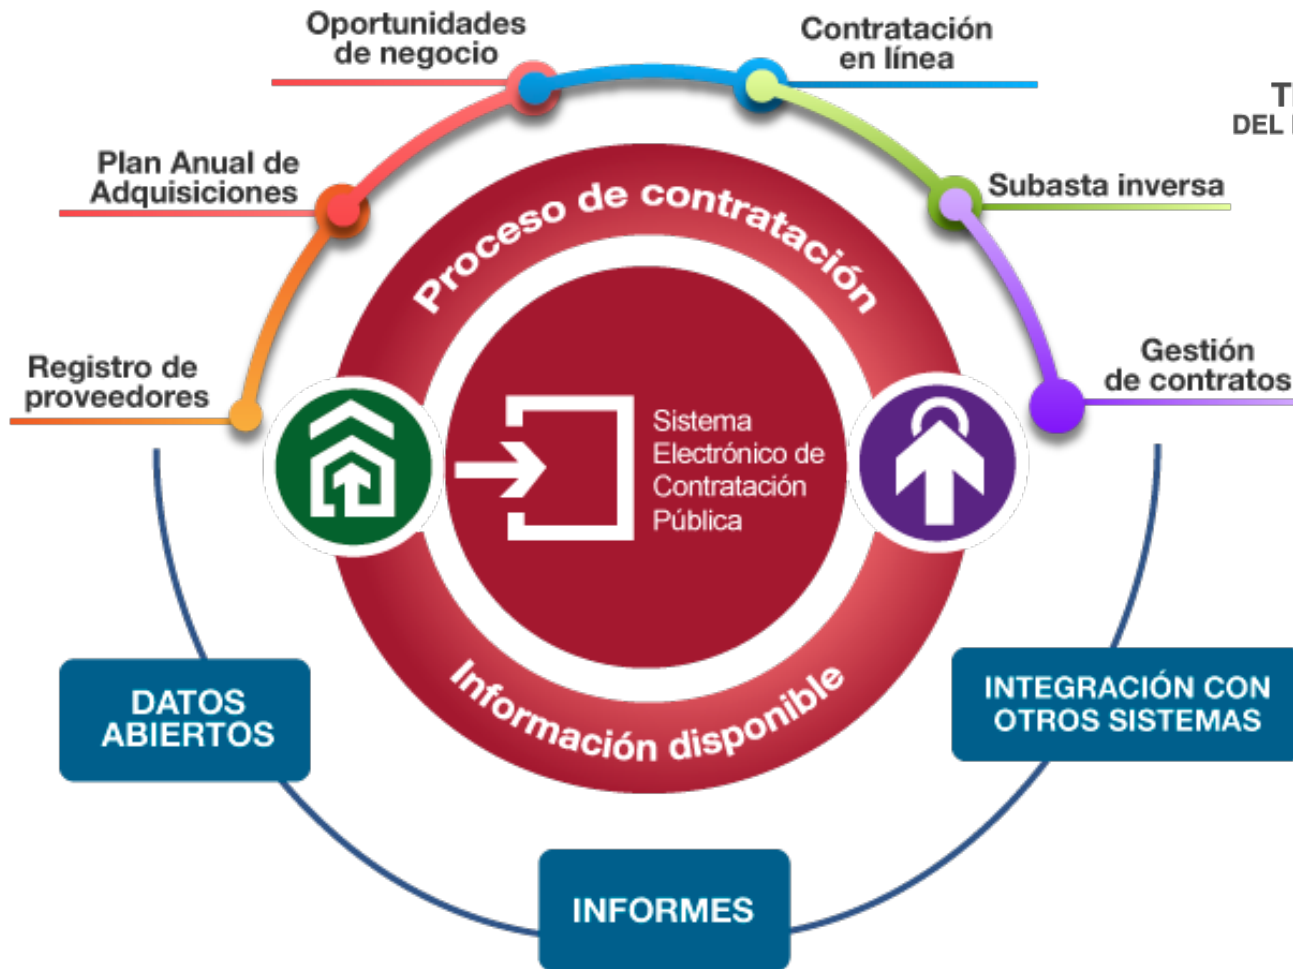 Oportunidades
de negocio
Contratación
en línea
DEL
Plan Anual de
Adquisiciones
Subasta inversa
Proceso de contratación
Registro de
proveedores
Gestión
de contratos
Sistema
Electrónico de
Contratación
Pública
Información disponible
DATOS
ABIERTOS
INTEGRACIÓN CON
OTROS SISTEMAS
INFORMES